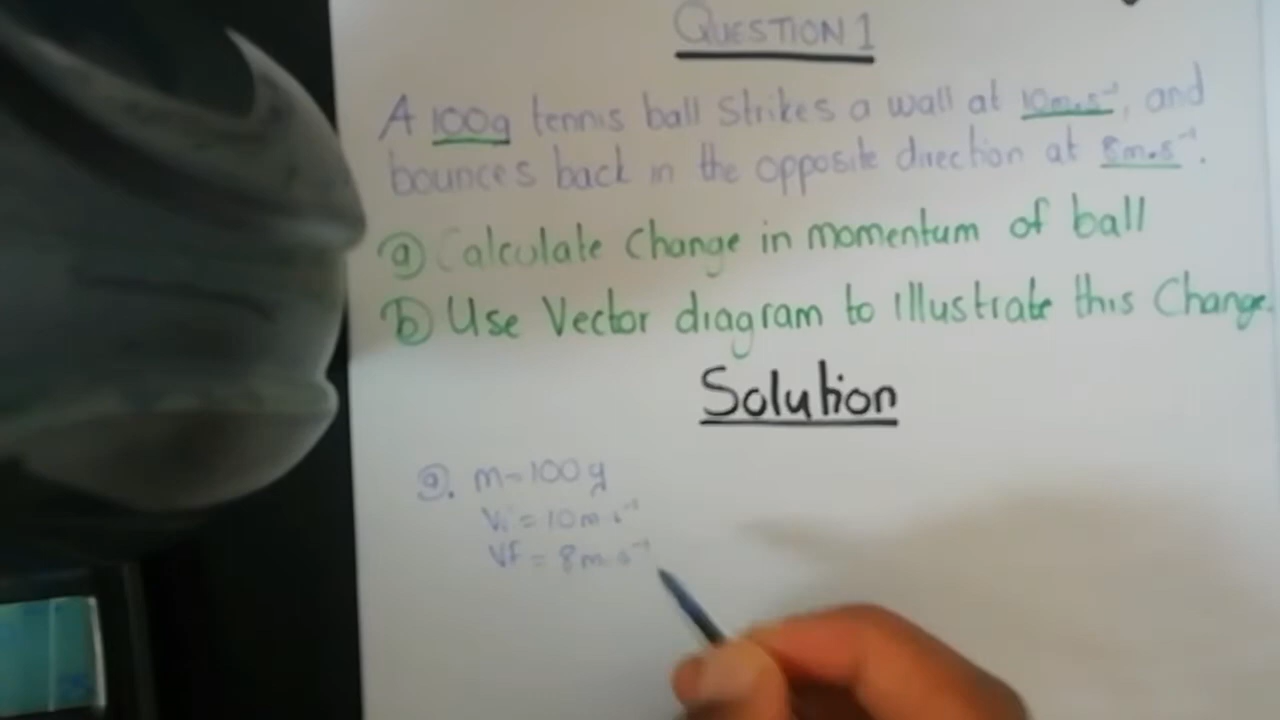 QUESTION 1
A 100g tennis ball strikes a wall at 10m.s⁻¹, and
bounces back in the opposite direction at 8m.s⁻¹.
a) Calculate Change in momentum of ball
b) Use Vector diagram to illustrate this Change.
Solution
a. m=100g
Vi = 10m.s⁻¹
VF = 8m.s⁻¹